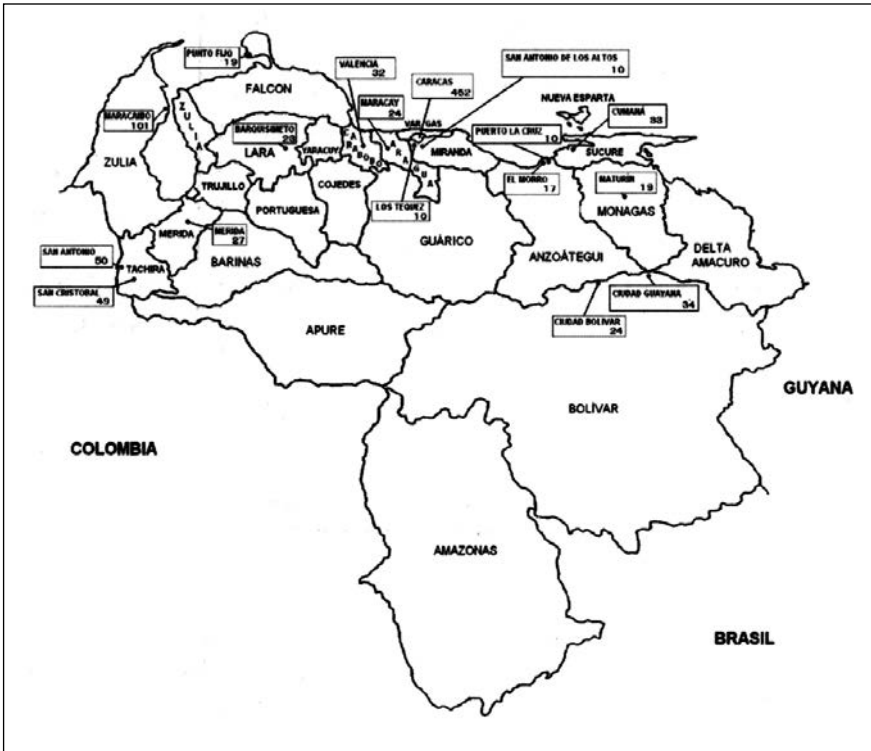 PUNTO FIJO
19
VALENCIA
32
SAN ANTONIO DE LOS ALTOS
10
CARACAS
452
FALCON
MARACAY
24
NUEVA ESPARTA
CUMANÁ
33
MARACAIBO
101
ZULIA
BARQUISIMETO
VARGAS
PUERTO LA CRUZ
10
LARA
YARACUY
CARABOBO
ARAGUA
MIRANDA
SUCURE
ZULIA
TRUJILLO
COJEDES
EL MORRO
17
MATURÍN
19
PORTUGUESA
LOS TEQUEZ
10
MONAGAS
MERIDA
MERIDA
27
GUÁRICO
SAN ANTONIO
50
BARINAS
ANZOÁTEGUI
DELTA
AMACURO
TACHIRA
SAN CRISTOBAL
49
CIUDAD GUAYANA
34
CIUDAD BOLIVAR
24
APURE
GUYANA
BOLÍVAR
COLOMBIA
AMAZONAS
BRASIL